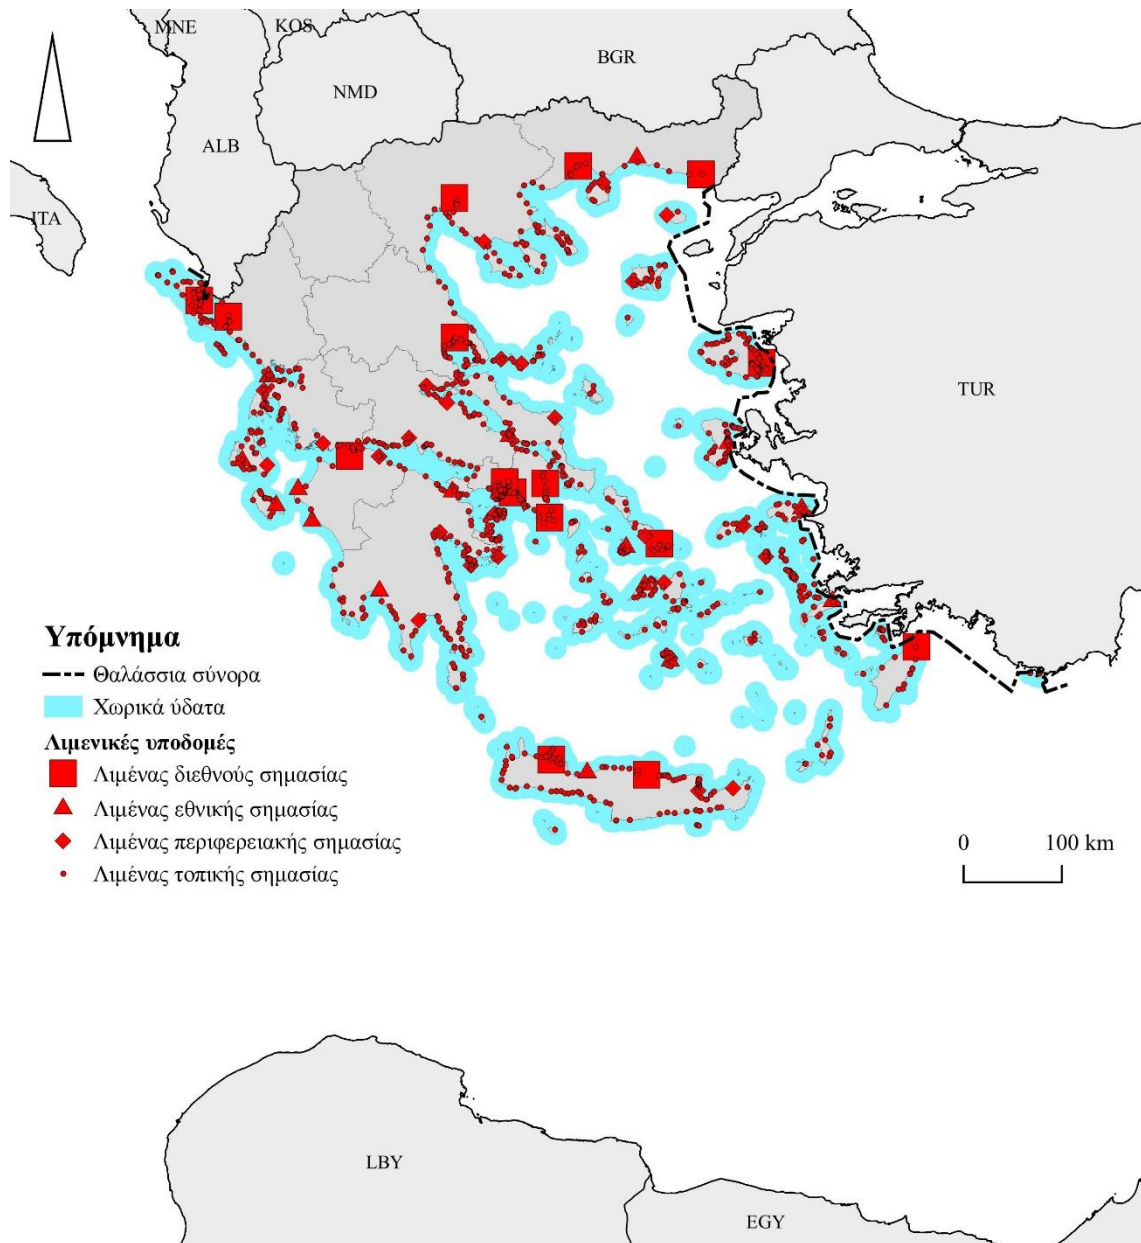 MNE
KOS
BGR
NMD
ALB
ITA
TUR
Υπόμνημα
Θαλάσσια σύνορα
Χωρικά ύδατα
Λιμενικές υποδομές
Λιμένας διεθνούς σημασίας
Λιμένας εθνικής σημασίας
Λιμένας περιφερειακής σημασίας
Λιμένας τοπικής σημασίας
0 100 km
LBY
EGY